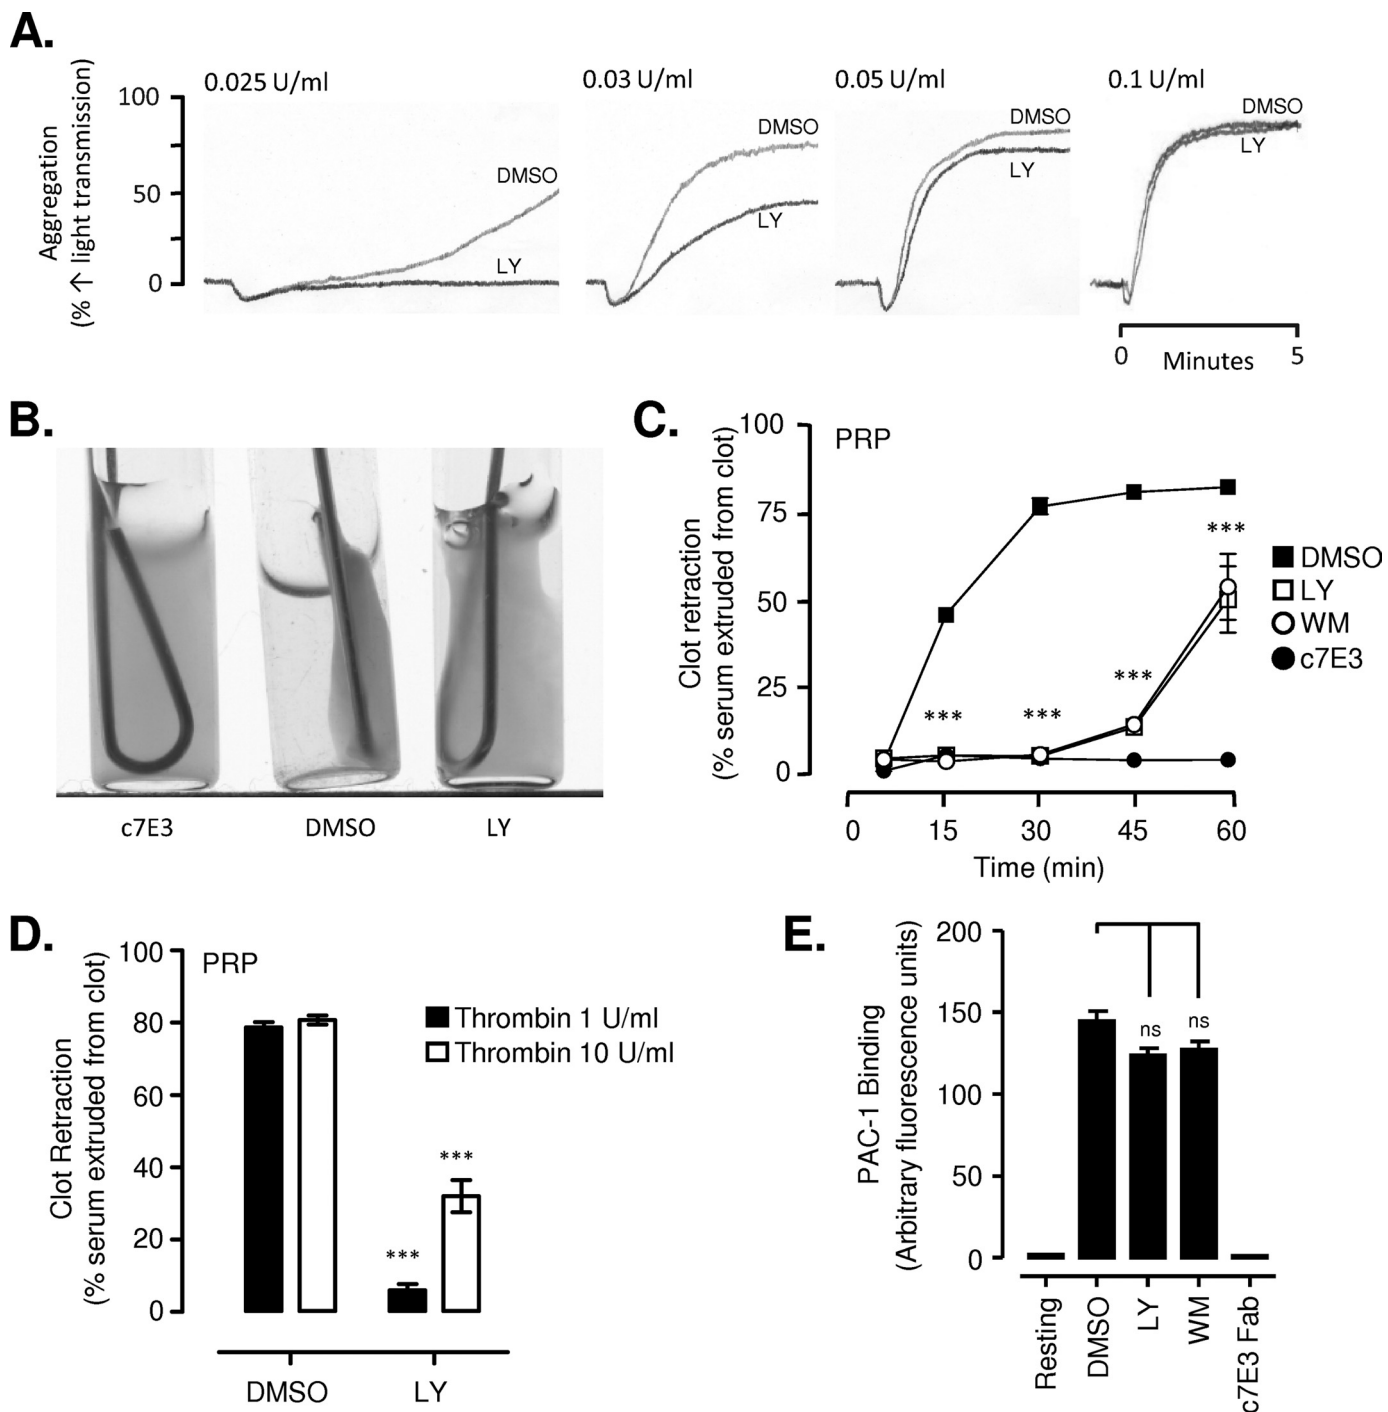 A.
0.025 U/ml
0.03 U/ml
0.05 U/ml
0.1 U/ml
Aggregation
(% ↑ light transmission)
100
50
0
DMSO
LY
DMSO
LY
DMSO
LY
DMSO
LY
0
Minutes
5
B.
c7E3
DMSO
LY
C.
PRP
Clot retraction
(% serum extruded from clot)
100
75
50
25
0
***
***
***
***
DMSO
LY
WM
c7E3
0
15
30
45
60
Time (min)
D.
PRP
Clot Retraction
(% serum extruded from clot)
100
80
60
40
20
0
Thrombin 1 U/ml
Thrombin 10 U/ml
***
***
DMSO
LY
E.
PAC-1 Binding
(Arbitrary fluorescence units)
200
150
100
50
0
ns
ns
Resting
DMSO
LY
WM
c7E3 Fab